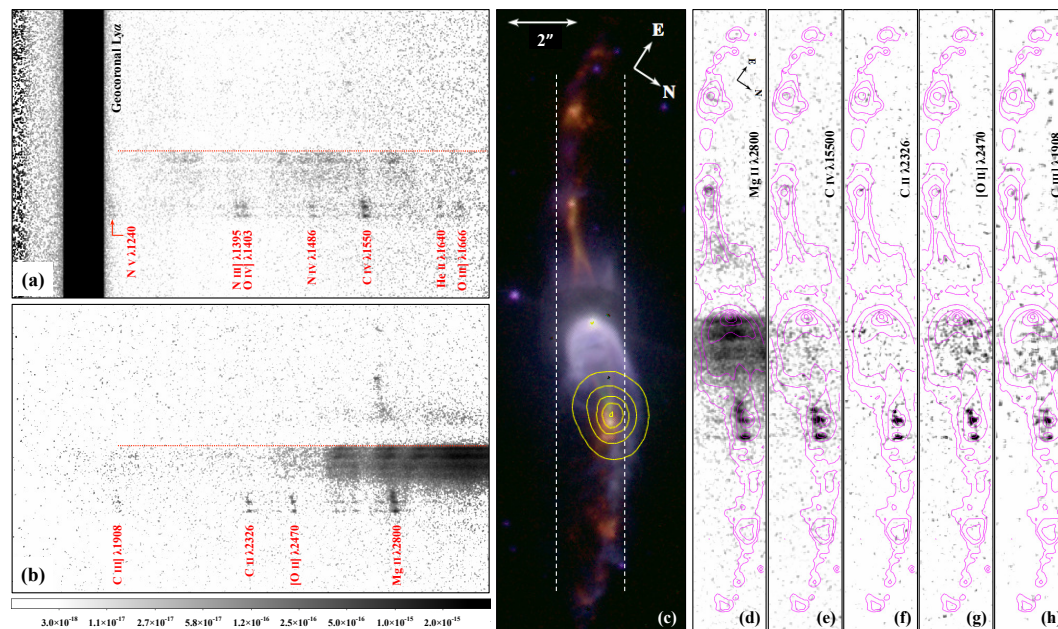 Geocoronal Lyα
N V λ1240
N III] λ1395
O IV] λ1403
N IV λ1486
C IV λ1550
He II λ1640
O III] λ1666
(a)
C III] λ1908
C II λ2326
[O II] λ2470
Mg II λ2800
(b)
3.0×10⁻¹⁸ 1.1×10⁻¹⁷ 2.7×10⁻¹⁷ 5.8×10⁻¹⁷ 1.2×10⁻¹⁶ 2.5×10⁻¹⁶ 5.0×10⁻¹⁶ 1.0×10⁻¹⁵ 2.0×10⁻¹⁵
2″
E
N
(c)
E
N
Mg II λ2800
(d)
C IV λ15500
(e)
C II λ2326
(f)
[O II] λ2470
(g)
C III] λ1908
(h)